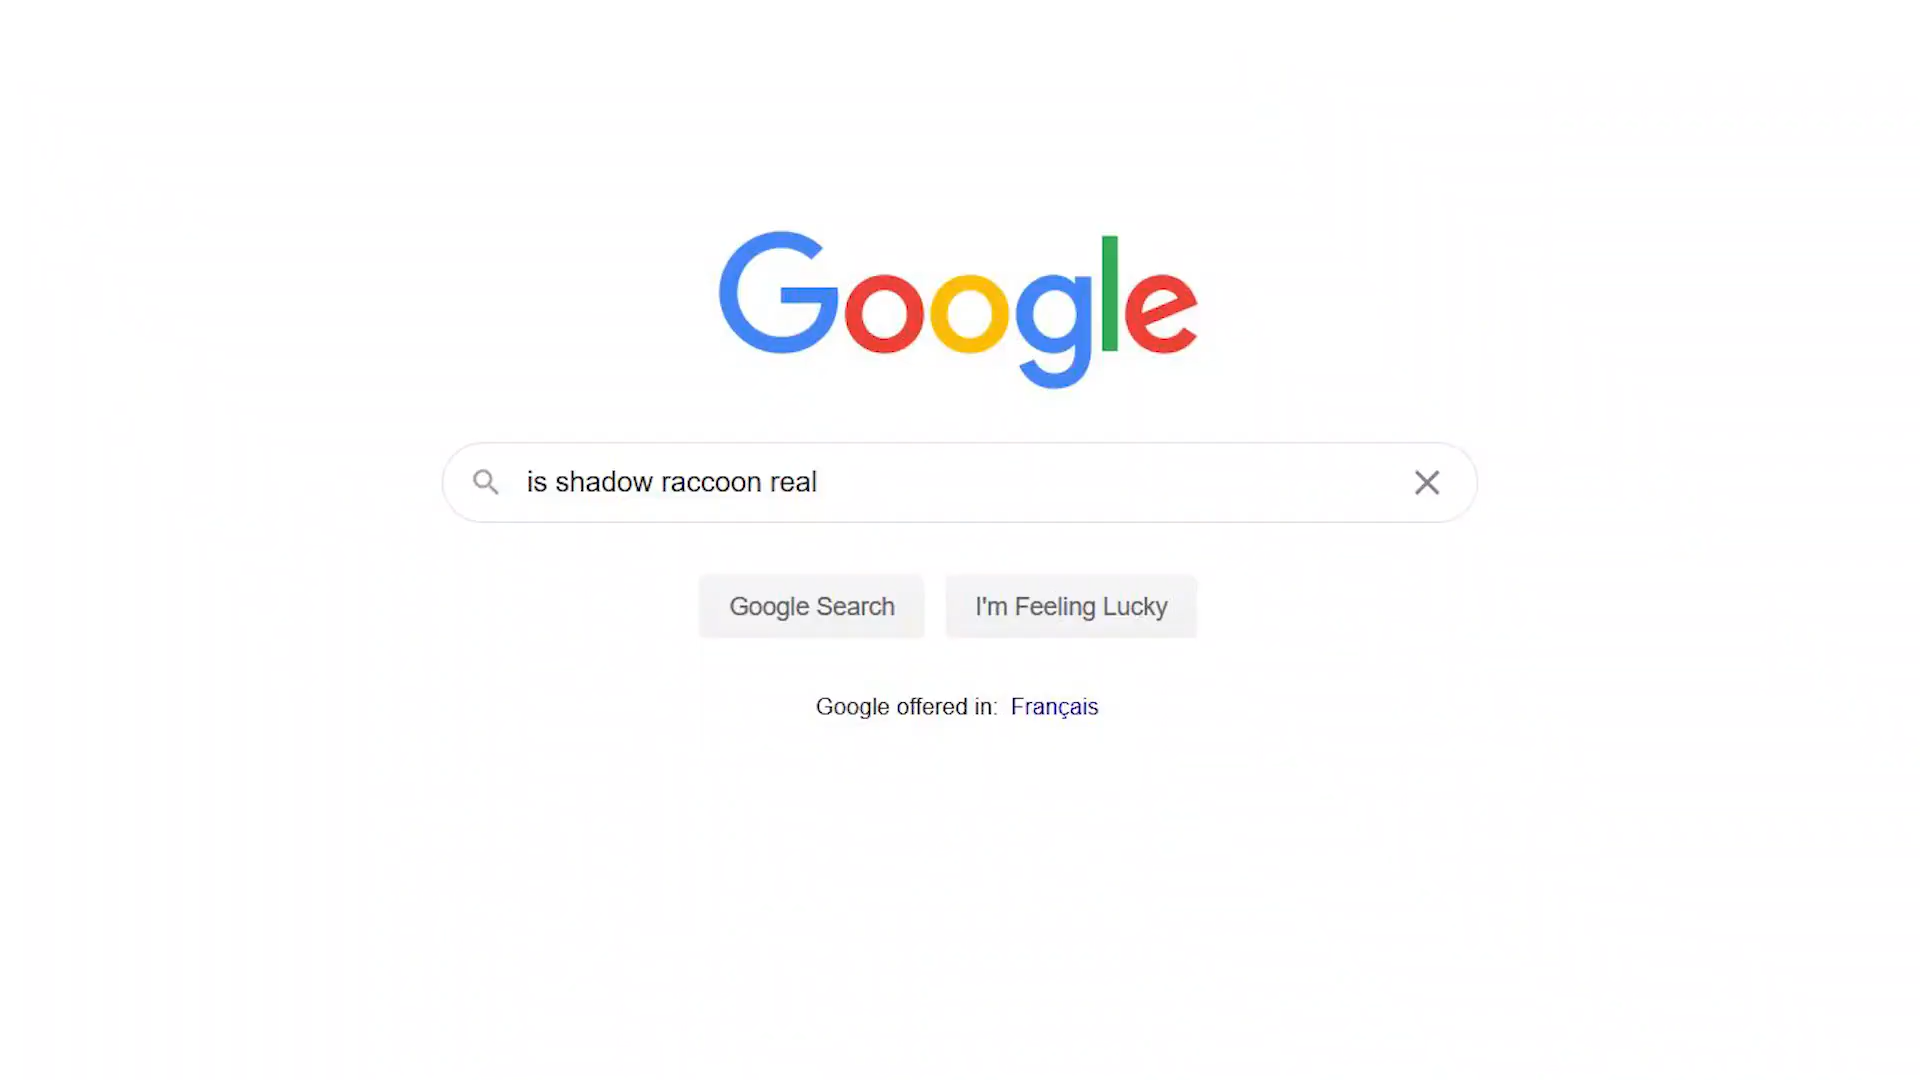 Google
is shadow raccoon real
Google Search
I'm Feeling Lucky
Google offered in: Français